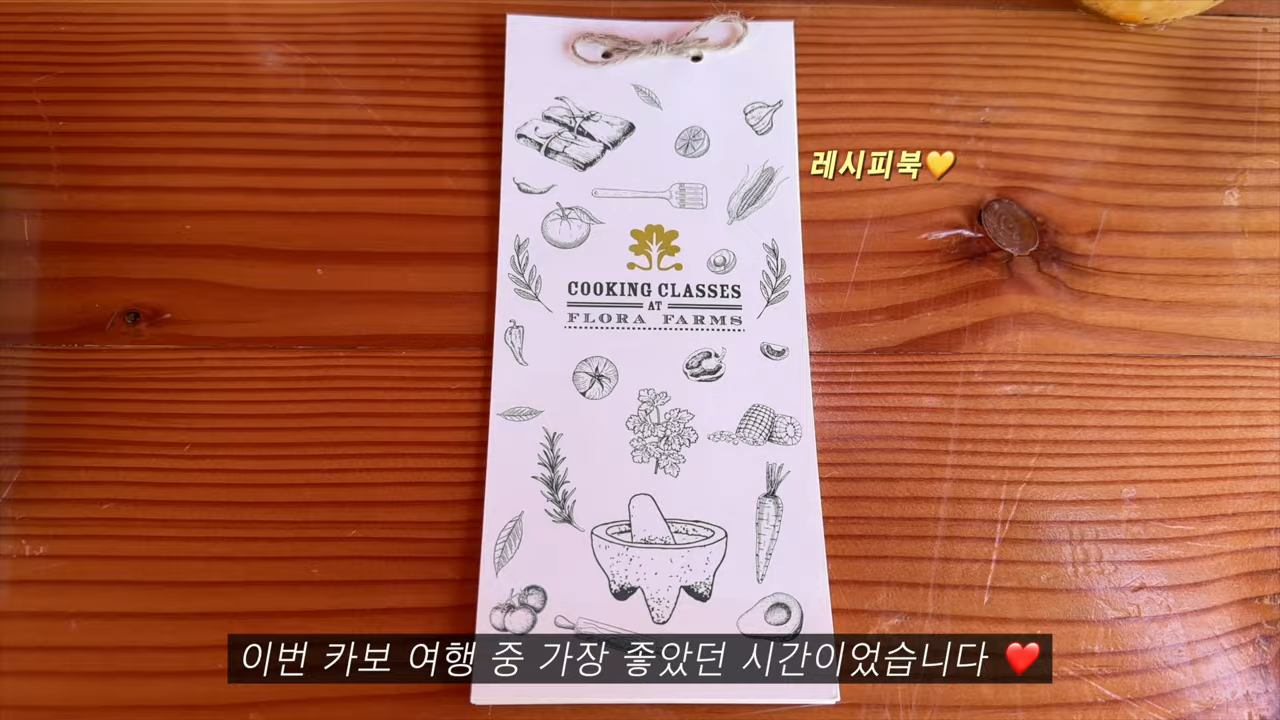 레시피북💛
COOKING CLASSES
AT
FLORA FARMS
이번 카보 여행 중 가장 좋았던 시간이었습니다 ❤️